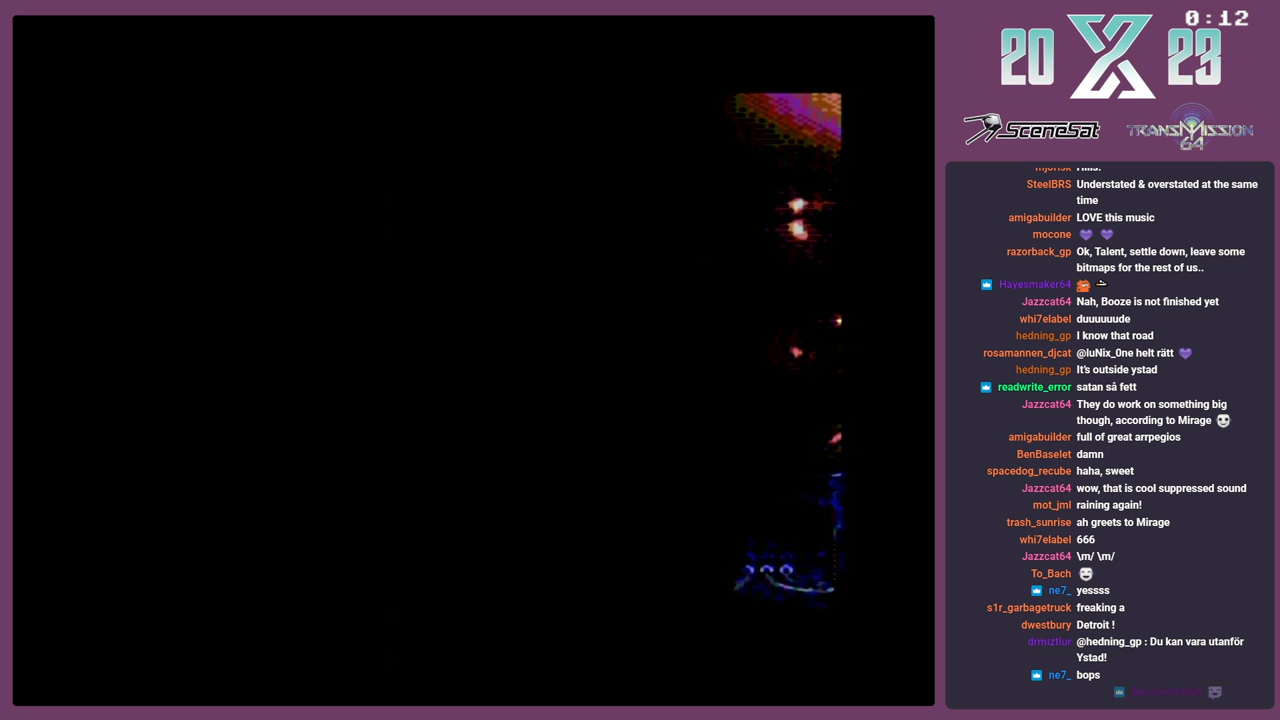 0:12
20 X 23
SceneSat
TRANSMISSION
64
SteelBRS Understated & overstated at the same
time
amigabuilder LOVE this music
mocone
razorback_gp Ok, Talent, settle down, leave some
bitmaps for the rest of us..
Hayesmaker64
Jazzcat64 Nah, Booze is not finished yet
whi7elabel duuuuuude
hedning_gp I know that road
rosamannen_djcat @luNix_0ne helt rätt
hedning_gp It's outside ystad
readwrite_error satan så fett
Jazzcat64 They do work on something big
though, according to Mirage
amigabuilder full of great arrpegios
BenBaselet damn
spacedog_recube haha, sweet
Jazzcat64 wow, that is cool suppressed sound
mot_jml raining again!
trash_sunrise ah greets to Mirage
whi7elabel 666
Jazzcat64 \m/ \m/
To_Bach
ne7_ yessss
s1r_garbagetruck freaking a
dwestbury Detroit !
drmiztlur @hedning_gp : Du kan vara utanför
Ystad!
ne7_ bops